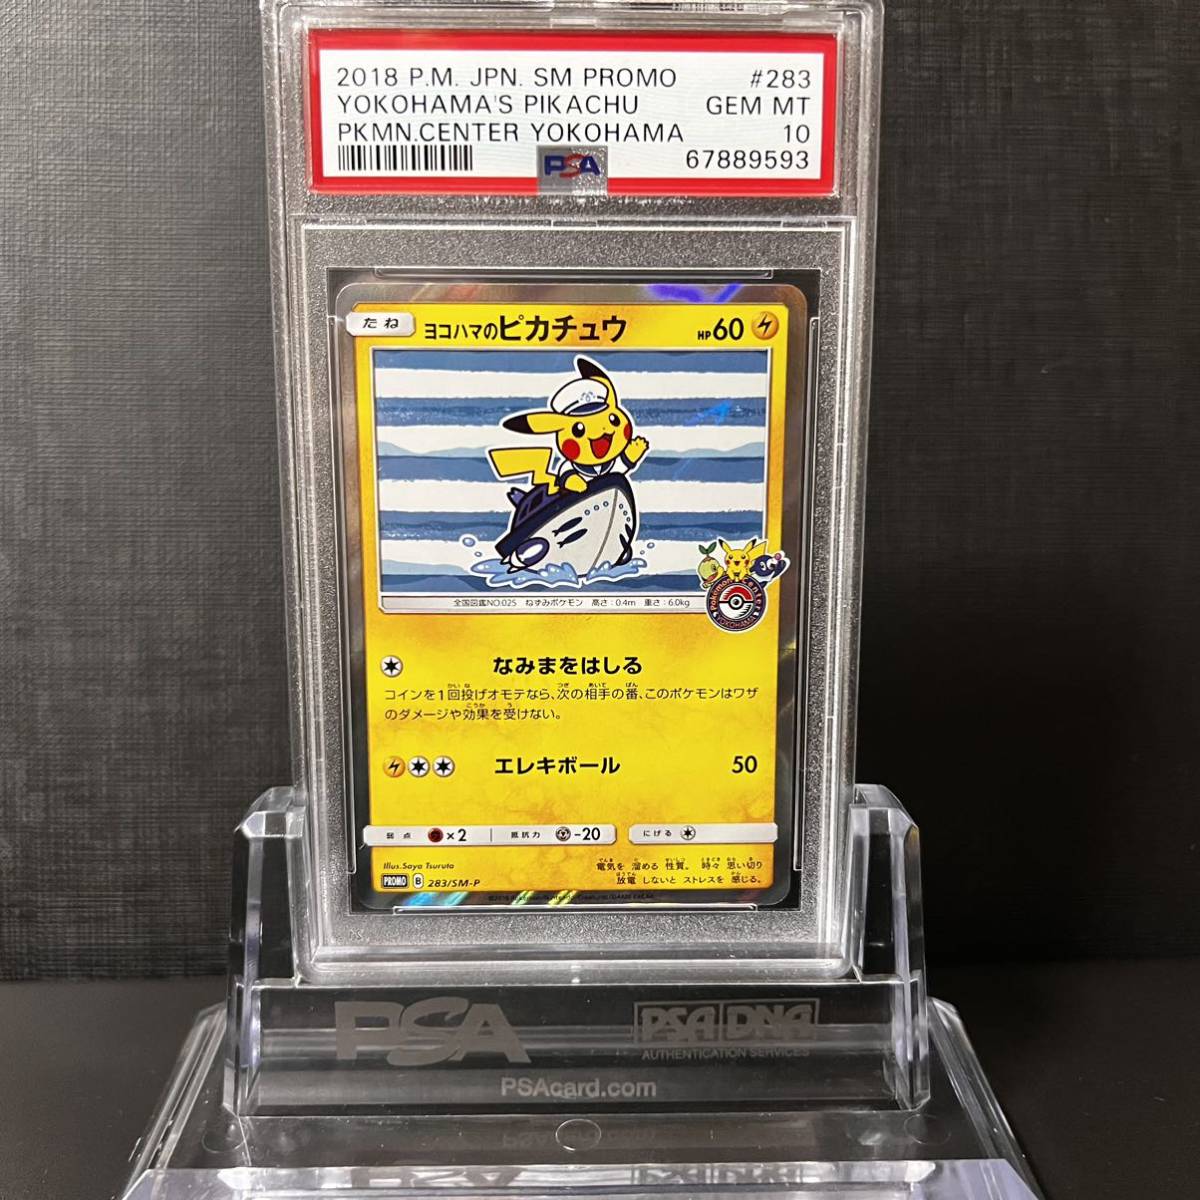 2018 P.M. JPN. SM PROMO #283
YOKOHAMA'S PIKACHU GEM MT
PKMN.CENTER YOKOHAMA 10
PSA 67889593
たね ヨコハマのピカチュウ HP60
全国図鑑NO.025 ねずみポケモン 高さ:0.4m 重さ:6.0kg
Pokémon Center
YOKOHAMA
なみまをはしる
コインを1回投げオモテなら、次の相手の番、このポケモンはワザ
のダメージや効果を受けない。
エレキボール 50
弱点 ×2 抵抗力 -20 にげる
Illus.Saya Tsuruta
電気を 溜める 性質。 時々 思い切り
放電 しないと ストレスを 感じる。
PROMO B 283/SM-P
PSA PSA DNA
AUTHENTICATION SERVICES
PSAcard.com